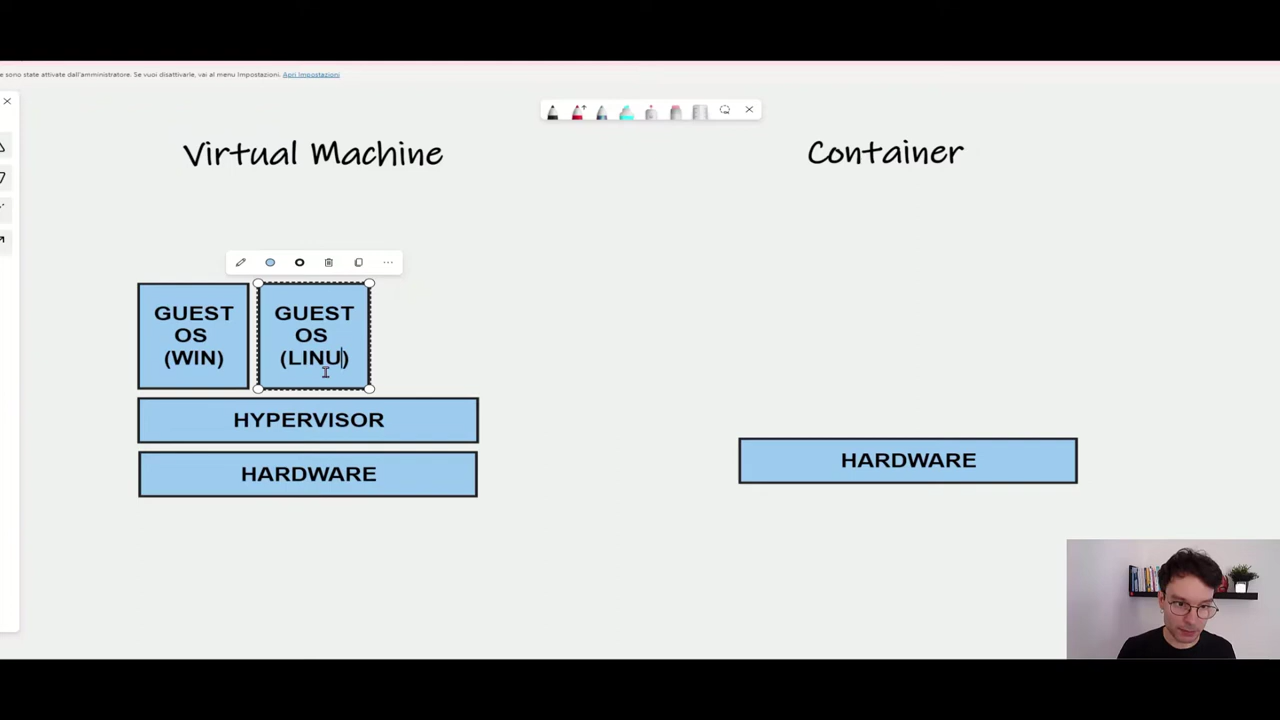 e sono state attivate dall'amministratore. Se vuoi disattivarle, vai al menu Impostazioni. Apri Impostazioni
Virtual Machine
Container
GUEST
OS
(WIN)
GUEST
OS
(LINU)
HYPERVISOR
HARDWARE
HARDWARE